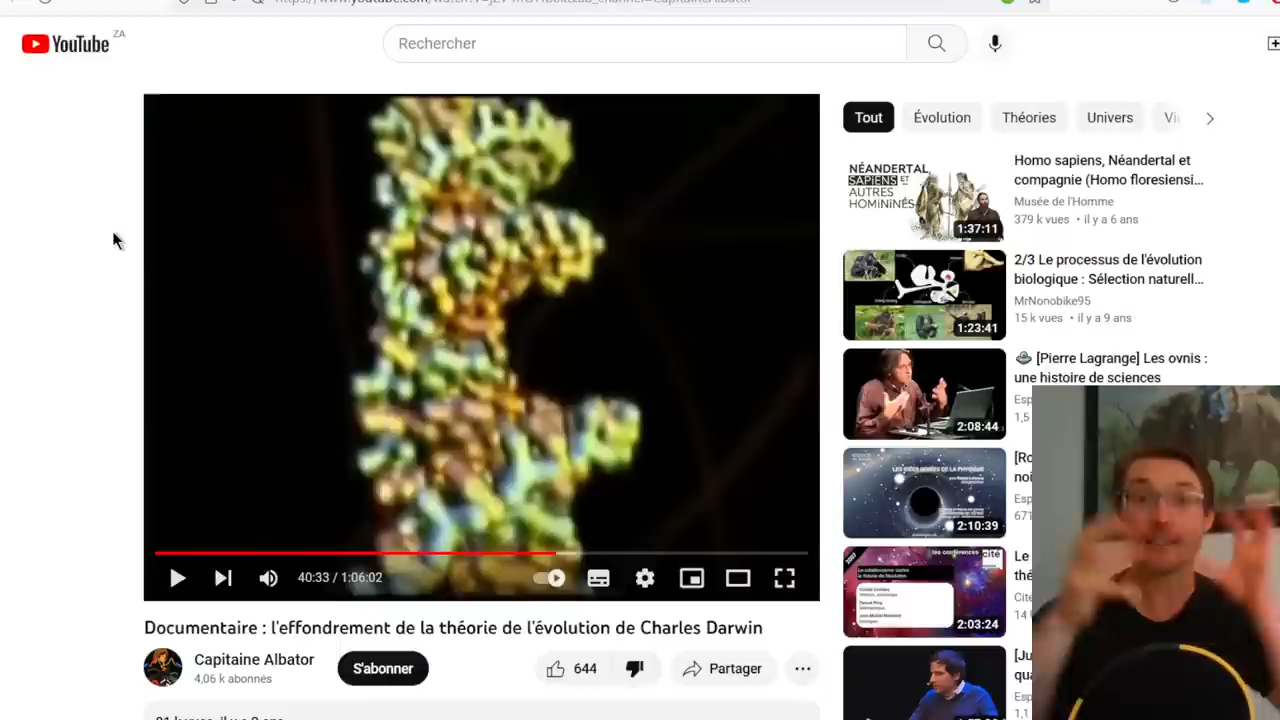 YouTube ZA
Rechercher
Tout
Évolution
Théories
Univers
40:33 / 1:06:02
Documentaire : l'effondrement de la théorie de l'évolution de Charles Darwin
Capitaine Albator
4,06 k abonnés
S'abonner
644
Partager
NÉANDERTAL,
SAPIENS ET
AUTRES
HOMININÉS
1:37:11
Homo sapiens, Néandertal et
compagnie (Homo floresiensi...
Musée de l'Homme
379 k vues • il y a 6 ans
1:23:41
2/3 Le processus de l'évolution
biologique : Sélection naturell...
MrNonobike95
15 k vues • il y a 9 ans
2:08:44
[Pierre Lagrange] Les ovnis :
une histoire de sciences
2:10:39
les conférences
cité
2:03:24
Le